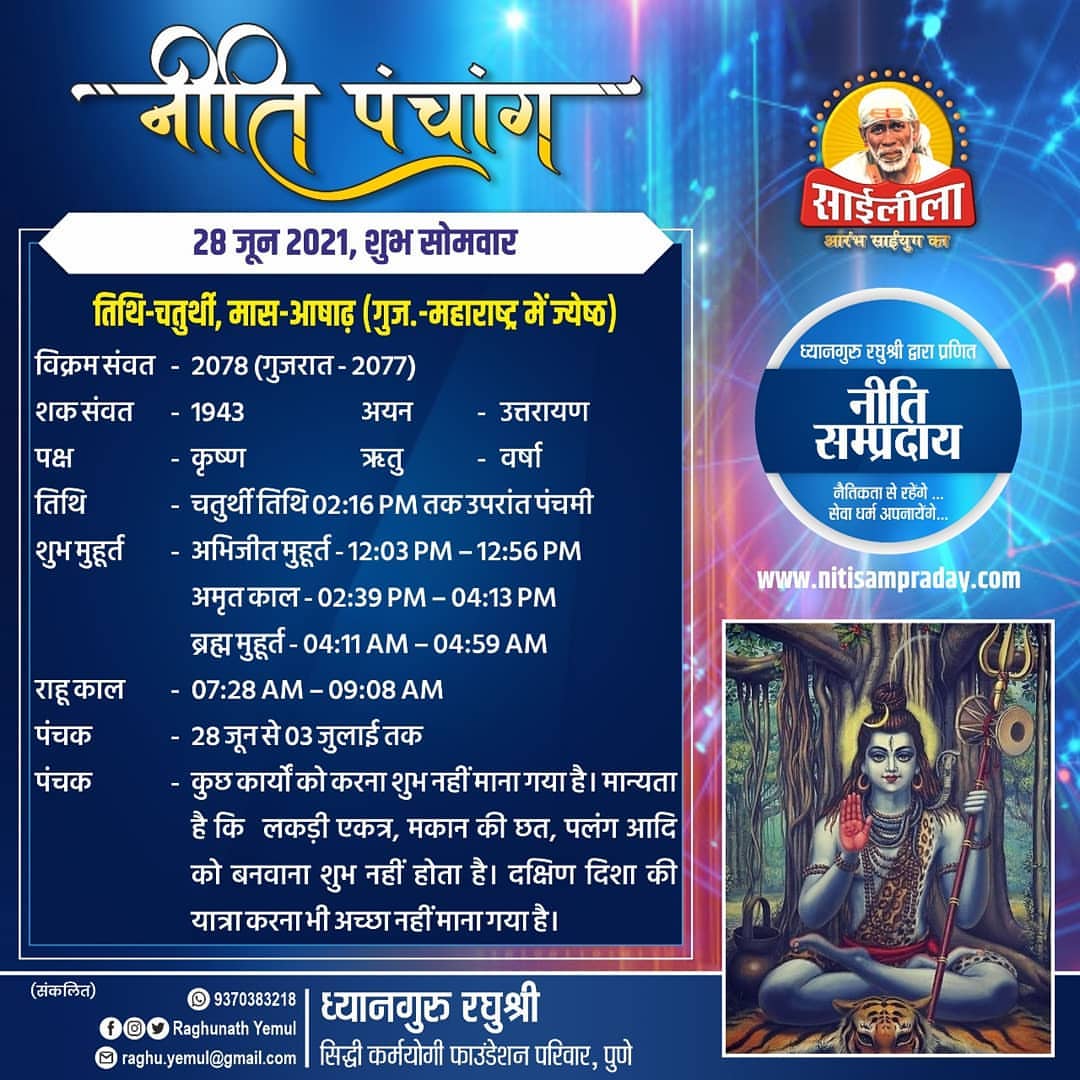 नीति पंचांग
साईलीला
आरंभ साईयुग का
28 जून 2021, शुभ सोमवार
तिथि-चतुर्थी, मास-आषाढ़ (गुज.-महाराष्ट्र में ज्येष्ठ)
विक्रम संवत - 2078 (गुजरात - 2077)
शक संवत - 1943 अयन - उत्तरायण
पक्ष - कृष्ण ऋतु - वर्षा
तिथि - चतुर्थी तिथि 02:16 PM तक उपरांत पंचमी
शुभ मुहूर्त - अभिजीत मुहूर्त - 12:03 PM – 12:56 PM
अमृत काल - 02:39 PM – 04:13 PM
ब्रह्म मुहूर्त - 04:11 AM – 04:59 AM
राहू काल - 07:28 AM – 09:08 AM
पंचक - 28 जून से 03 जुलाई तक
पंचक - कुछ कार्यों को करना शुभ नहीं माना गया है। मान्यता
है कि लकड़ी एकत्र, मकान की छत, पलंग आदि
को बनवाना शुभ नहीं होता है। दक्षिण दिशा की
यात्रा करना भी अच्छा नहीं माना गया है।
ध्यानगुरु रघुश्री द्वारा प्रणित
नीति
सम्प्रदाय
नैतिकता से रहेंगे ...
सेवा धर्म अपनायेंगे...
www.nitisampraday.com
(संकलित)
9370383218
Raghunath Yemul
raghu.yemul@gmail.com
ध्यानगुरु रघुश्री
सिद्धी कर्मयोगी फाउंडेशन परिवार, पुणे